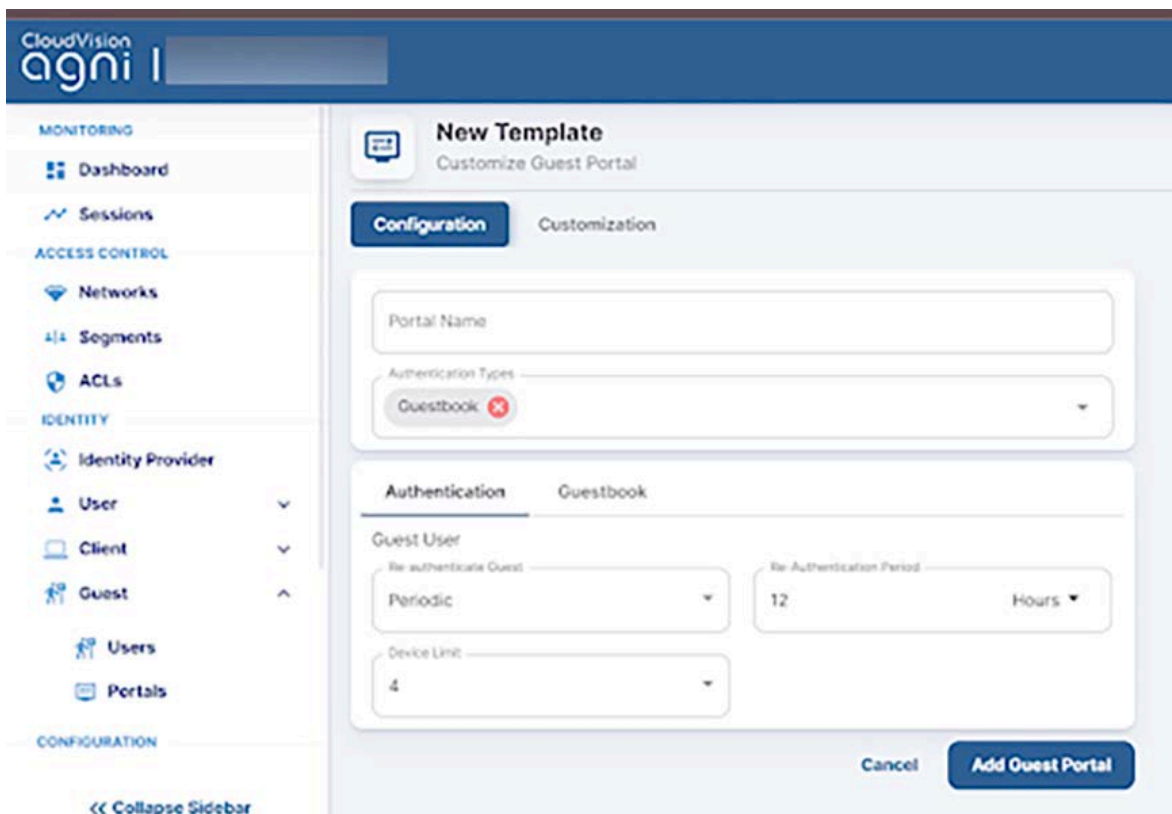 CloudVision
agni |
MONITORING
Dashboard
Sessions
ACCESS CONTROL
Networks
Segments
ACLs
IDENTITY
Identity Provider
User
Client
Guest
Users
Portals
CONFIGURATION
<< Collapse Sidebar
New Template
Customize Guest Portal
Configuration Customization
Portal Name
Authentication Types
Guestbook
Authentication Guestbook
Guest User
Re-authenticate Guest
Periodic
Re-Authentication Period
12 Hours
Device Limit
4
Cancel Add Guest Portal